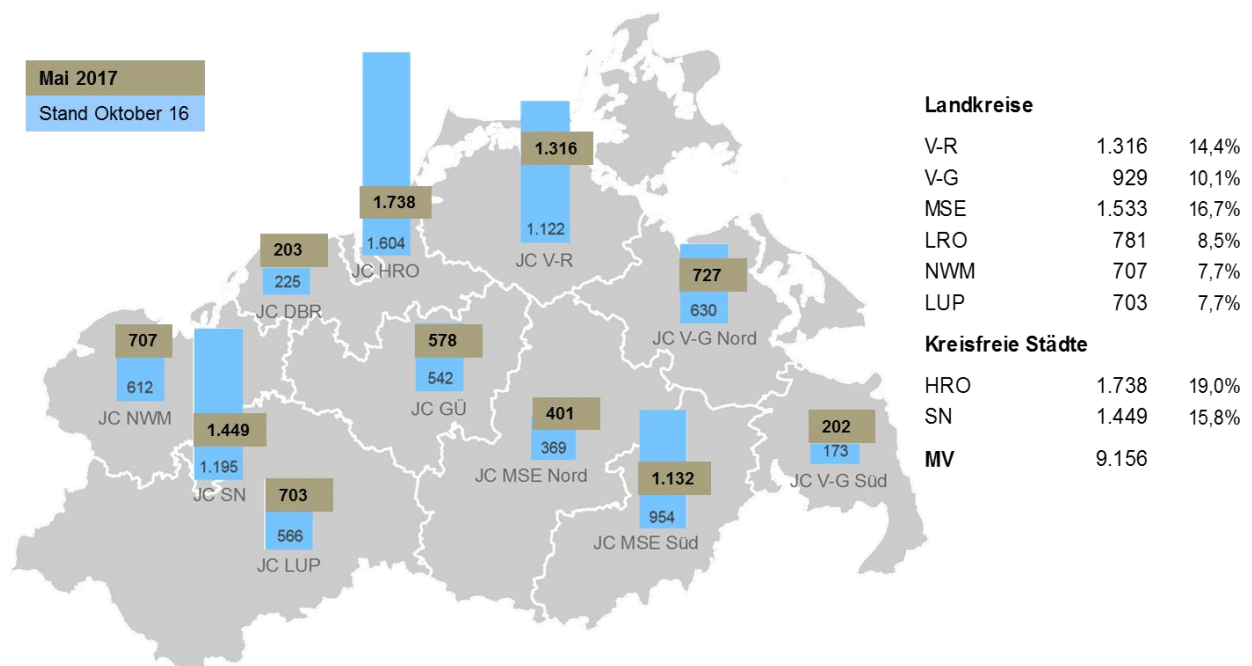 Mai 2017
Stand Oktober 16
1.316
1.122
JC V-R
1.738
1.604
JC HRO
203
225
JC DBR
727
630
JC V-G Nord
707
612
JC NWM
578
542
JC GÜ
1.449
1.195
JC SN
401
369
JC MSE Nord
202
173
JC V-G Süd
1.132
954
JC MSE Süd
703
566
JC LUP
Landkreise
V-R 1.316 14,4%
V-G 929 10,1%
MSE 1.533 16,7%
LRO 781 8,5%
NWM 707 7,7%
LUP 703 7,7%
Kreisfreie Städte
HRO 1.738 19,0%
SN 1.449 15,8%
MV 9.156